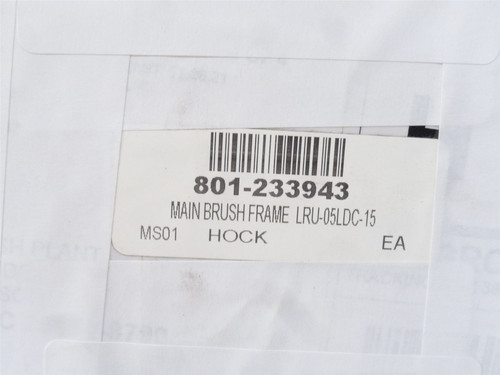 801-233943
MAIN BRUSH FRAME LRU-05LDC-15
MS01 HOCK EA